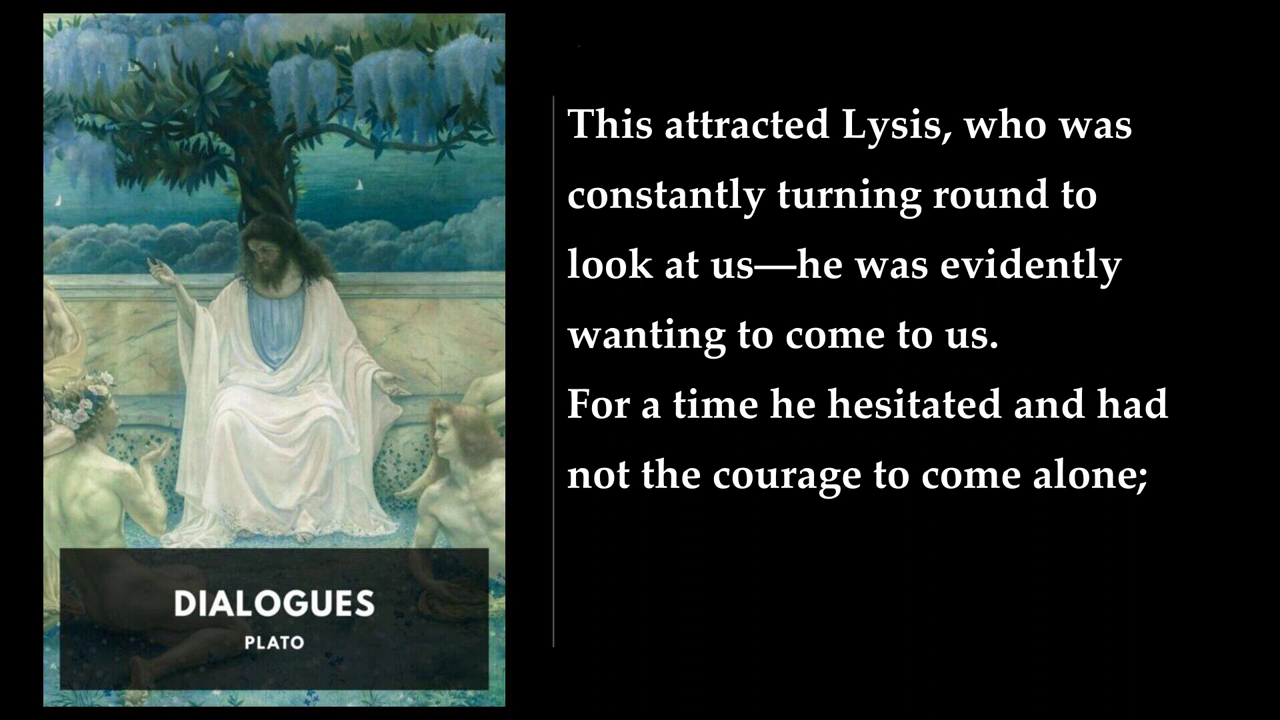 DIALOGUES
PLATO
This attracted Lysis, who was
constantly turning round to
look at us—he was evidently
wanting to come to us.
For a time he hesitated and had
not the courage to come alone;